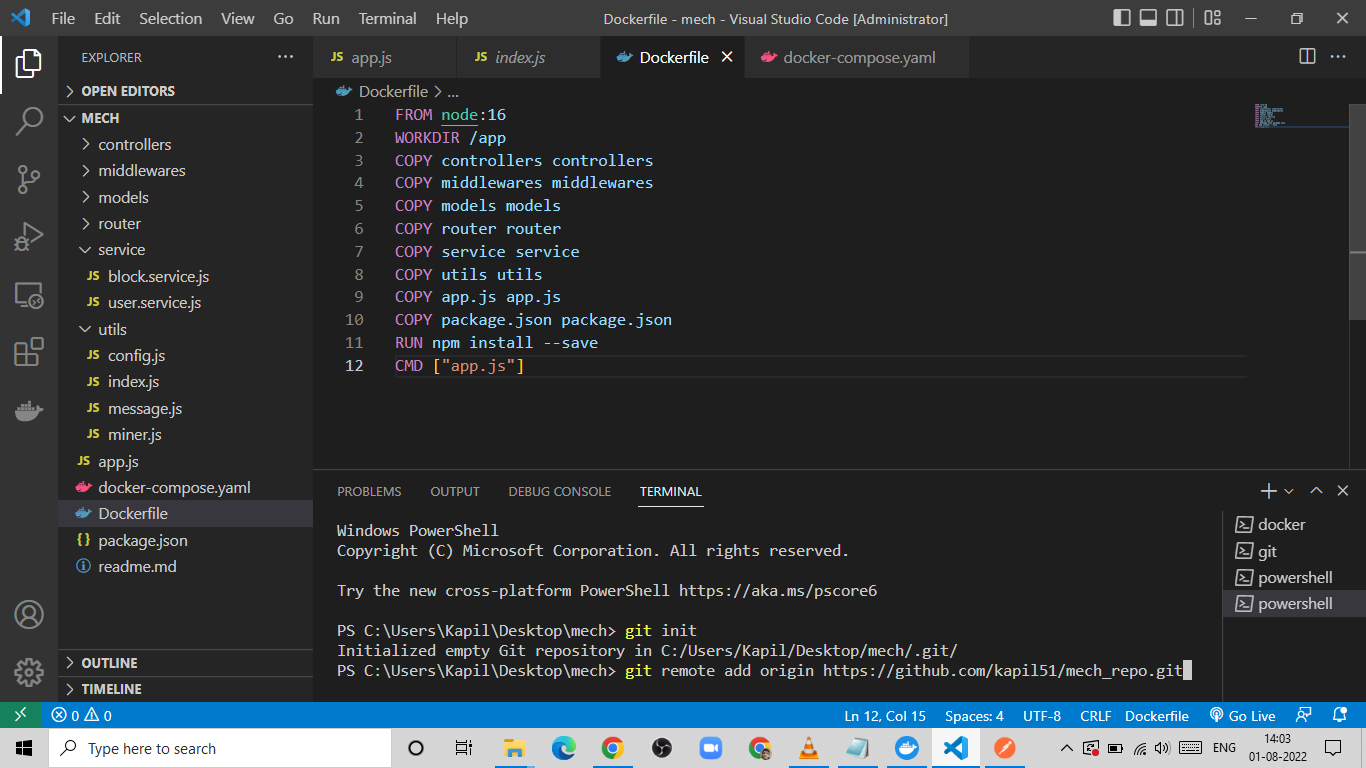 File Edit Selection View Go Run Terminal Help Dockerfile - mech - Visual Studio Code [Administrator]
EXPLORER
OPEN EDITORS
MECH
controllers
middlewares
models
router
service
JS block.service.js
JS user.service.js
utils
JS config.js
JS index.js
JS message.js
JS miner.js
JS app.js
docker-compose.yaml
Dockerfile
{} package.json
readme.md
OUTLINE
TIMELINE
JS app.js JS index.js Dockerfile docker-compose.yaml
Dockerfile > ...
1 FROM node:16
2 WORKDIR /app
3 COPY controllers controllers
4 COPY middlewares middlewares
5 COPY models models
6 COPY router router
7 COPY service service
8 COPY utils utils
9 COPY app.js app.js
10 COPY package.json package.json
11 RUN npm install --save
12 CMD ["app.js"]
PROBLEMS OUTPUT DEBUG CONSOLE TERMINAL
Windows PowerShell
Copyright (C) Microsoft Corporation. All rights reserved.
Try the new cross-platform PowerShell https://aka.ms/pscore6
PS C:\Users\Kapil\Desktop\mech> git init
Initialized empty Git repository in C:/Users/Kapil/Desktop/mech/.git/
PS C:\Users\Kapil\Desktop\mech> git remote add origin https://github.com/kapil51/mech_repo.git
docker
git
powershell
powershell
0 0 Ln 12, Col 15 Spaces: 4 UTF-8 CRLF Dockerfile Go Live
Type here to search
ENG
14:03
01-08-2022